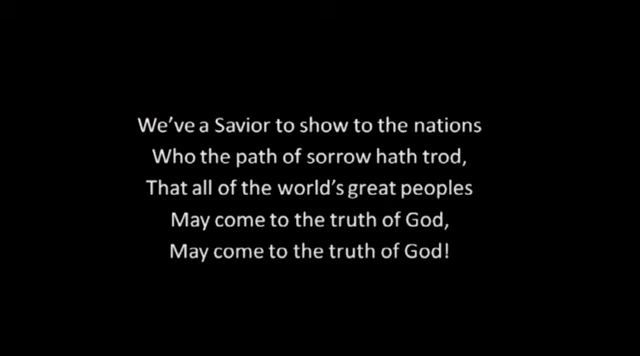 We've a Savior to show to the nations
Who the path of sorrow hath trod,
That all of the world's great peoples
May come to the truth of God,
May come to the truth of God!